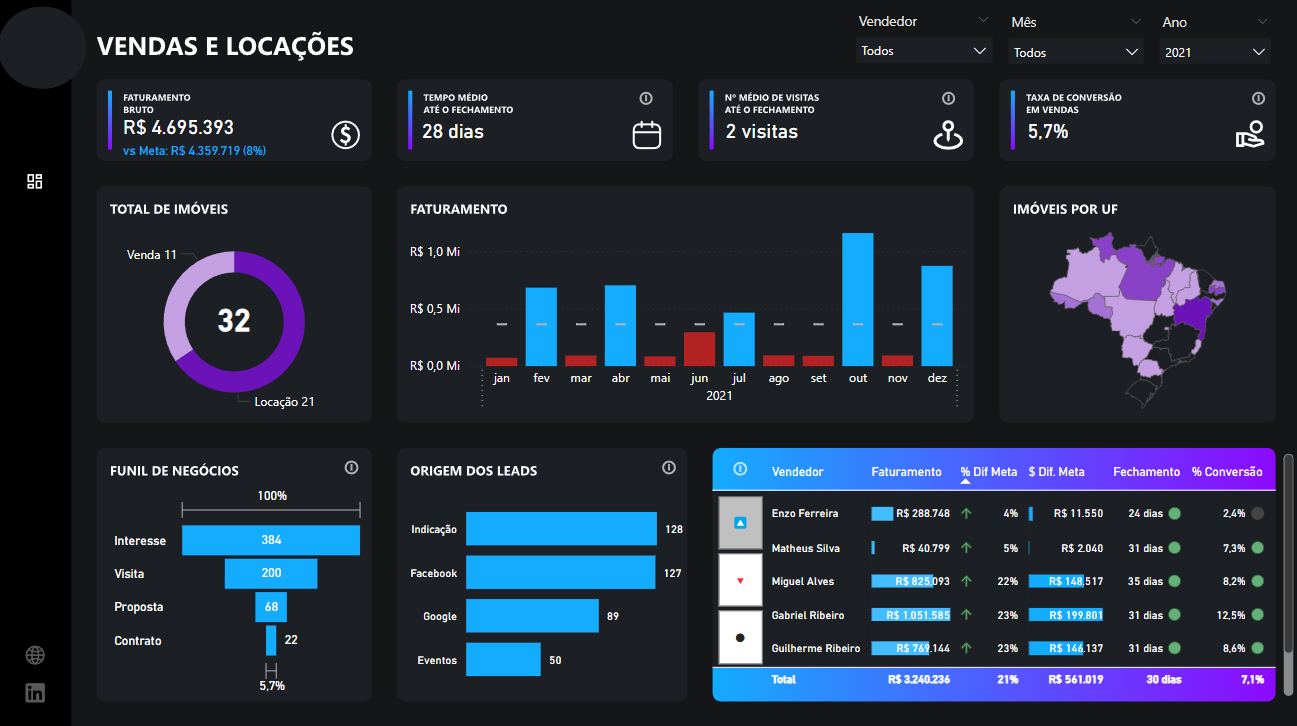 VENDAS E LOCAÇÕES
Vendedor
Todos
Mês
Todos
Ano
2021
FATURAMENTO
BRUTO
R$ 4.695.393
vs Meta: R$ 4.359.719 (8%)
TEMPO MÉDIO
ATÉ O FECHAMENTO
28 dias
Nº MÉDIO DE VISITAS
ATÉ O FECHAMENTO
2 visitas
TAXA DE CONVERSÃO
EM VENDAS
5,7%
TOTAL DE IMÓVEIS
Venda 11
32
Locação 21
FATURAMENTO
R$ 1,0 Mi
R$ 0,5 Mi
R$ 0,0 Mi
jan fev mar abr mai jun jul ago set out nov dez
2021
IMÓVEIS POR UF
FUNIL DE NEGÓCIOS
100%
Interesse 384
Visita 200
Proposta 68
Contrato 22
5,7%
ORIGEM DOS LEADS
Indicação 128
Facebook 127
Google 89
Eventos 50
Vendedor Faturamento % Dif Meta $ Dif. Meta Fechamento % Conversão
Enzo Ferreira R$ 288.748 4% R$ 11.550 24 dias 2,4%
Matheus Silva R$ 40.799 5% R$ 2.040 31 dias 7,3%
Miguel Alves R$ 825.093 22% R$ 148.517 35 dias 8,2%
Gabriel Ribeiro R$ 1.051.585 23% R$ 199.801 31 dias 12,5%
Guilherme Ribeiro R$ 769.144 23% R$ 146.137 31 dias 8,6%
Total R$ 3.240.236 21% R$ 561.019 30 dias 7,1%
in